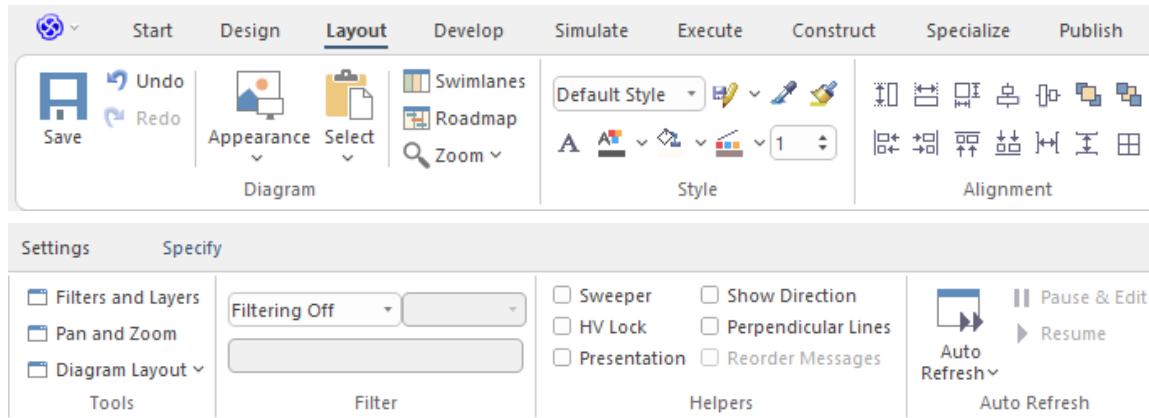 Start Design Layout Develop Simulate Execute Construct Specialize Publish
Save
Undo
Redo
Appearance
Select
Swimlanes
Roadmap
Zoom
Diagram
Default Style
A
1
Style
Alignment
Settings Specify
Filters and Layers
Pan and Zoom
Diagram Layout
Tools
Filtering Off
Filter
Sweeper
HV Lock
Presentation
Show Direction
Perpendicular Lines
Reorder Messages
Helpers
Auto
Refresh
Pause & Edit
Resume
Auto Refresh